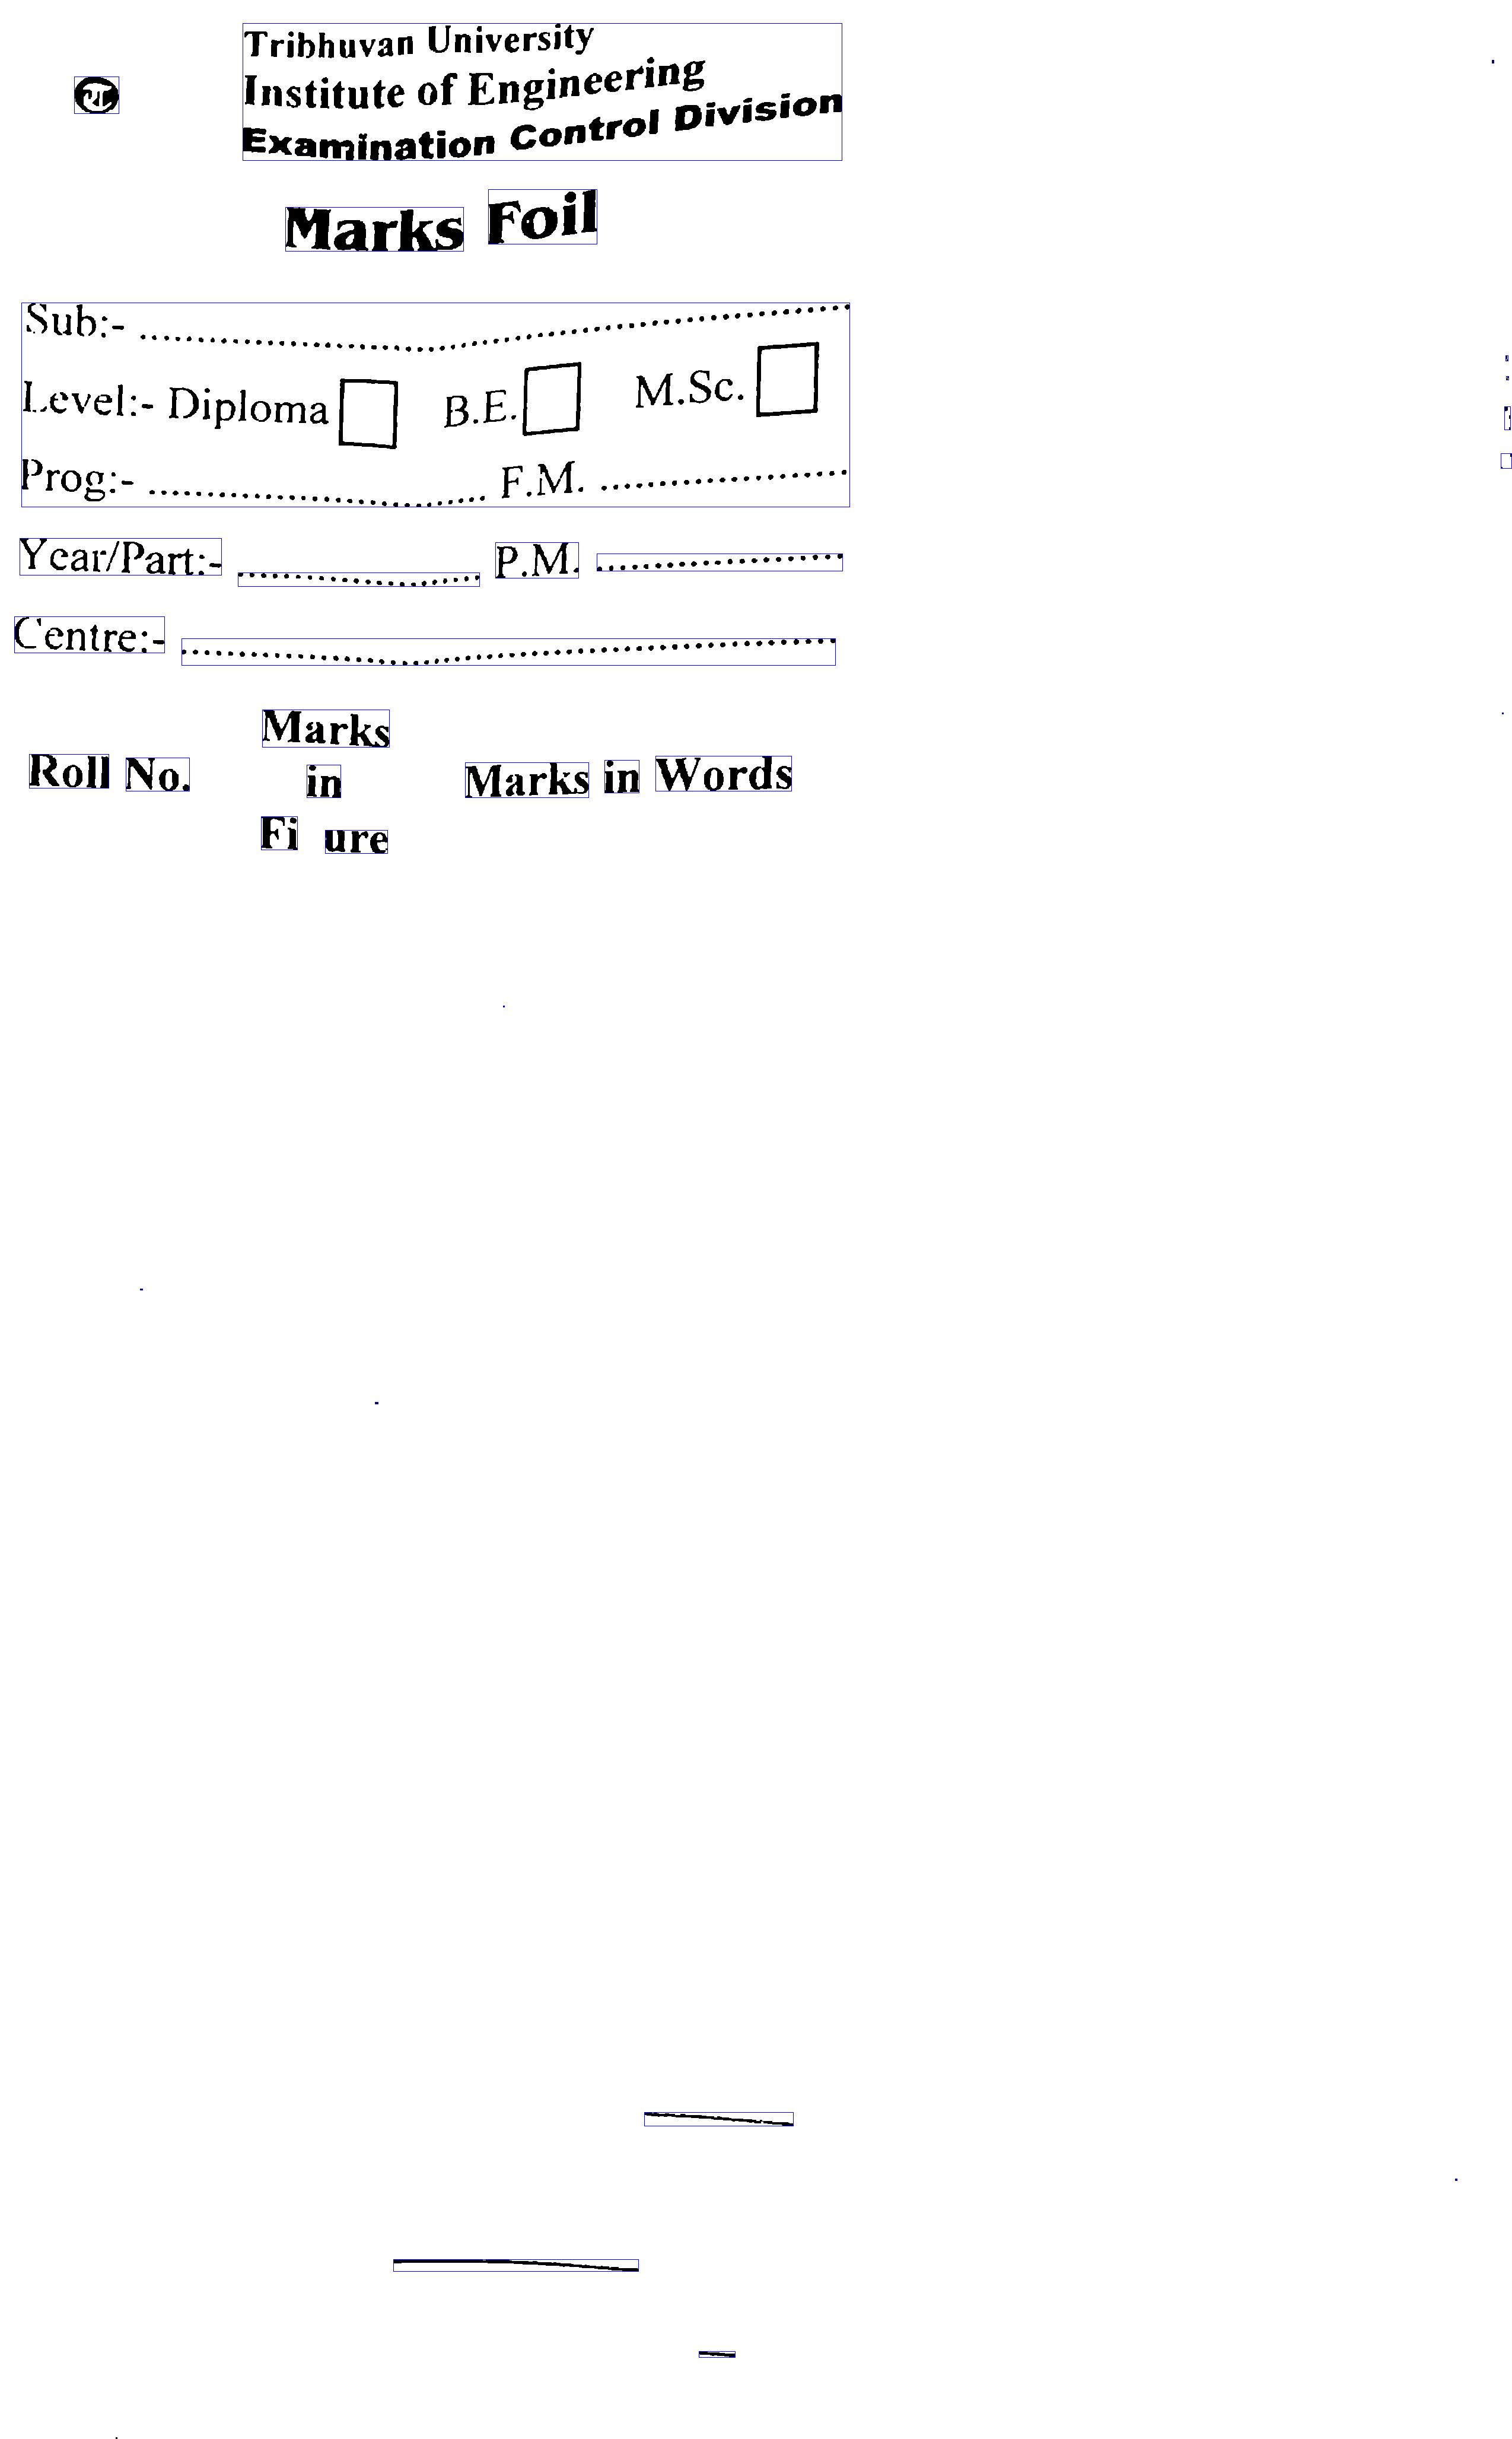 Tribhuvan University
Institute of Engineering
Examination Control Division
Marks Foil
Sub:- ........................................................
Level:- Diploma B.E. M.Sc.
Prog:- .............................. F.M. ......................
Year/Part:- ...................... P.M. ......................
Centre:- ........................................................
Marks
Roll No. in Marks in Words
Fi ure